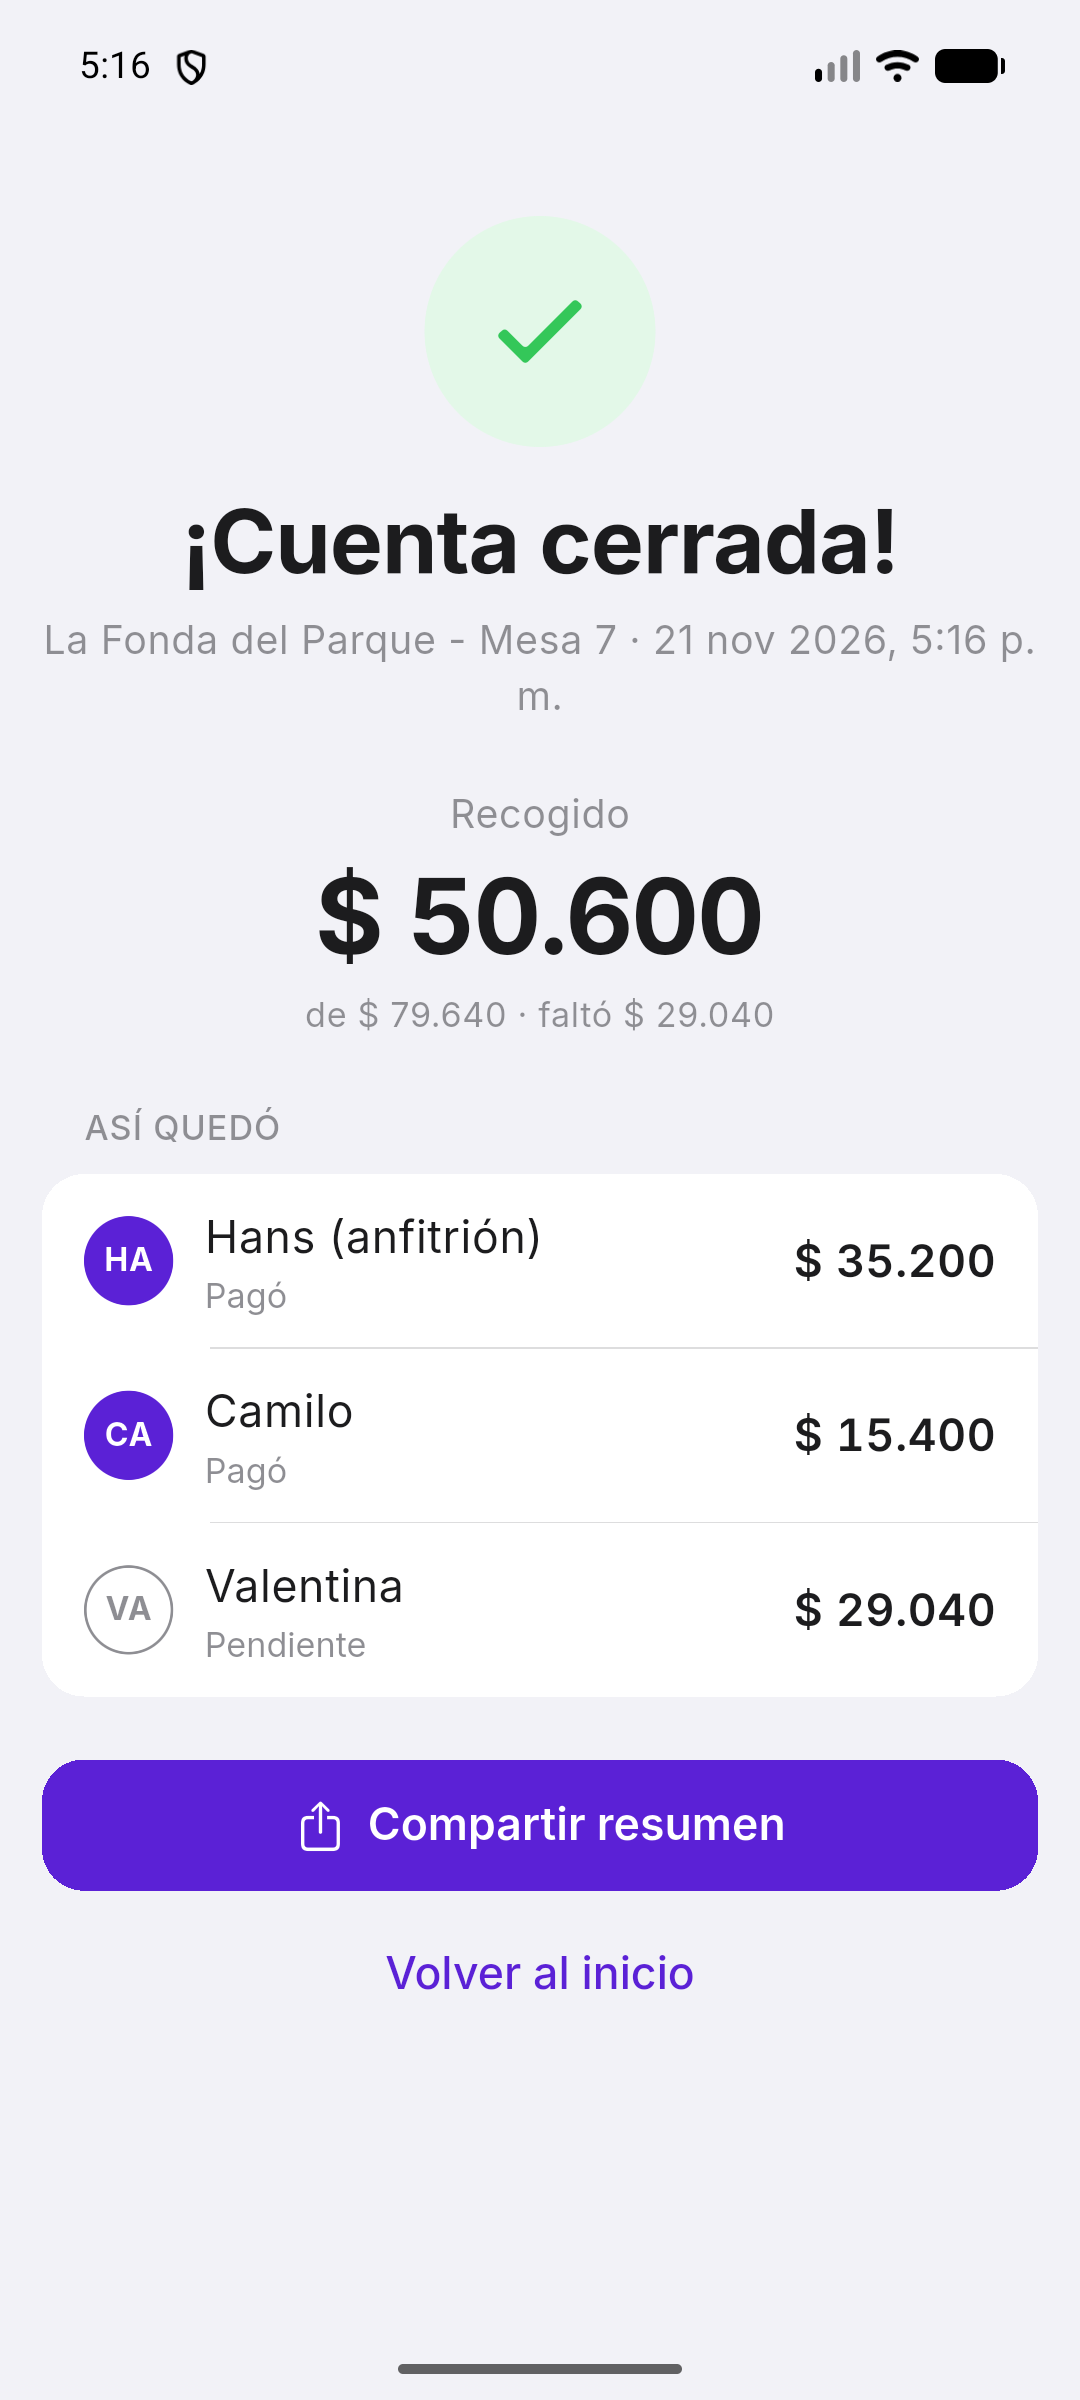 5:16
¡Cuenta cerrada!
La Fonda del Parque - Mesa 7 · 21 nov 2026, 5:16 p.
m.
Recogido
$ 50.600
de $ 79.640 · faltó $ 29.040
ASÍ QUEDÓ
HA
Hans (anfitrión)
Pagó
$ 35.200
CA
Camilo
Pagó
$ 15.400
VA
Valentina
Pendiente
$ 29.040
Compartir resumen
Volver al inicio